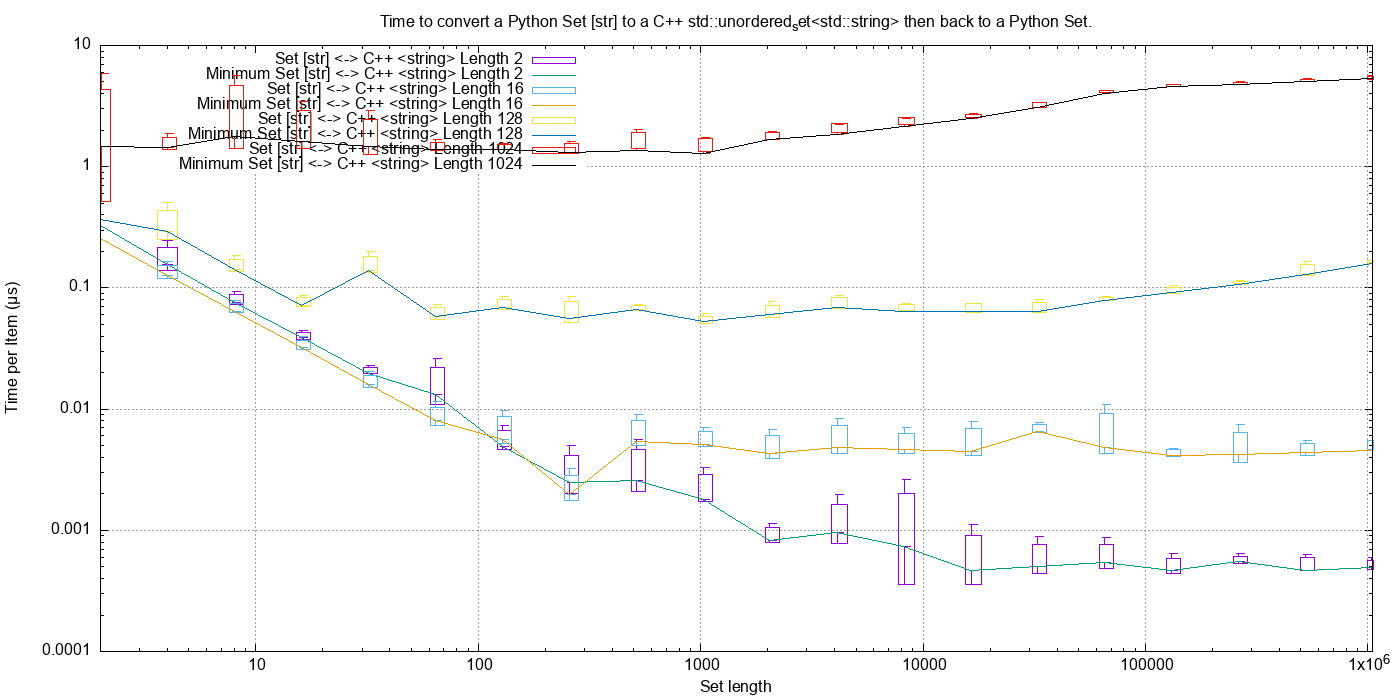 Time to convert a Python Set [str] to a C++ std::unordered_set<std::string> then back to a Python Set.
Set [str] <-> C++ <string> Length 2
Minimum Set [str] <-> C++ <string> Length 2
Set [str] <-> C++ <string> Length 16
Minimum Set [str] <-> C++ <string> Length 16
Set [str] <-> C++ <string> Length 128
Minimum Set [str] <-> C++ <string> Length 128
Set [str] <-> C++ <string> Length 1024
Minimum Set [str] <-> C++ <string> Length 1024
10
1
0.1
0.01
0.001
0.0001
Time per Item (µs)
10 100 1000 10000 100000 1x10⁶
Set length